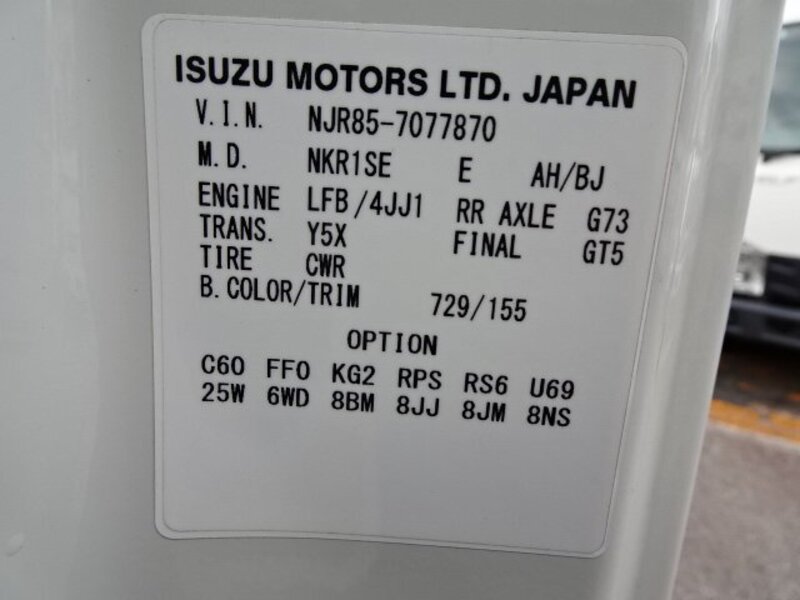 ISUZU MOTORS LTD. JAPAN
V.I.N. NJR85-7077870
M.D. NKR1SE E AH/BJ
ENGINE LFB/4JJ1 RR AXLE G73
TRANS. Y5X FINAL GT5
TIRE CWR
B.COLOR/TRIM 729/155
OPTION
C60 FF0 KG2 RPS RS6 U69
25W 6WD 8BM 8JJ 8JM 8NS